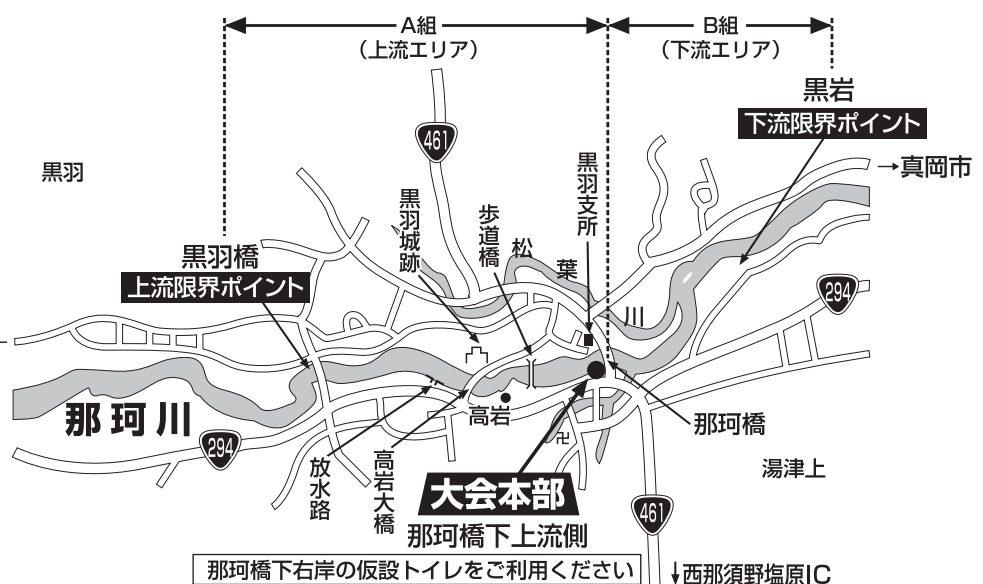 A組
（上流エリア）
B組
（下流エリア）
黒岩
下流限界ポイント
461
黒羽
→真岡市
黒羽支所
黒羽城跡
歩道橋
松葉川
黒羽橋
上流限界ポイント
294
那珂川
294
高岩
卍
那珂橋
放水路
高岩大橋
大会本部
那珂橋下上流側
湯津上
461
那珂橋下右岸の仮設トイレをご利用ください
↓西那須野塩原IC